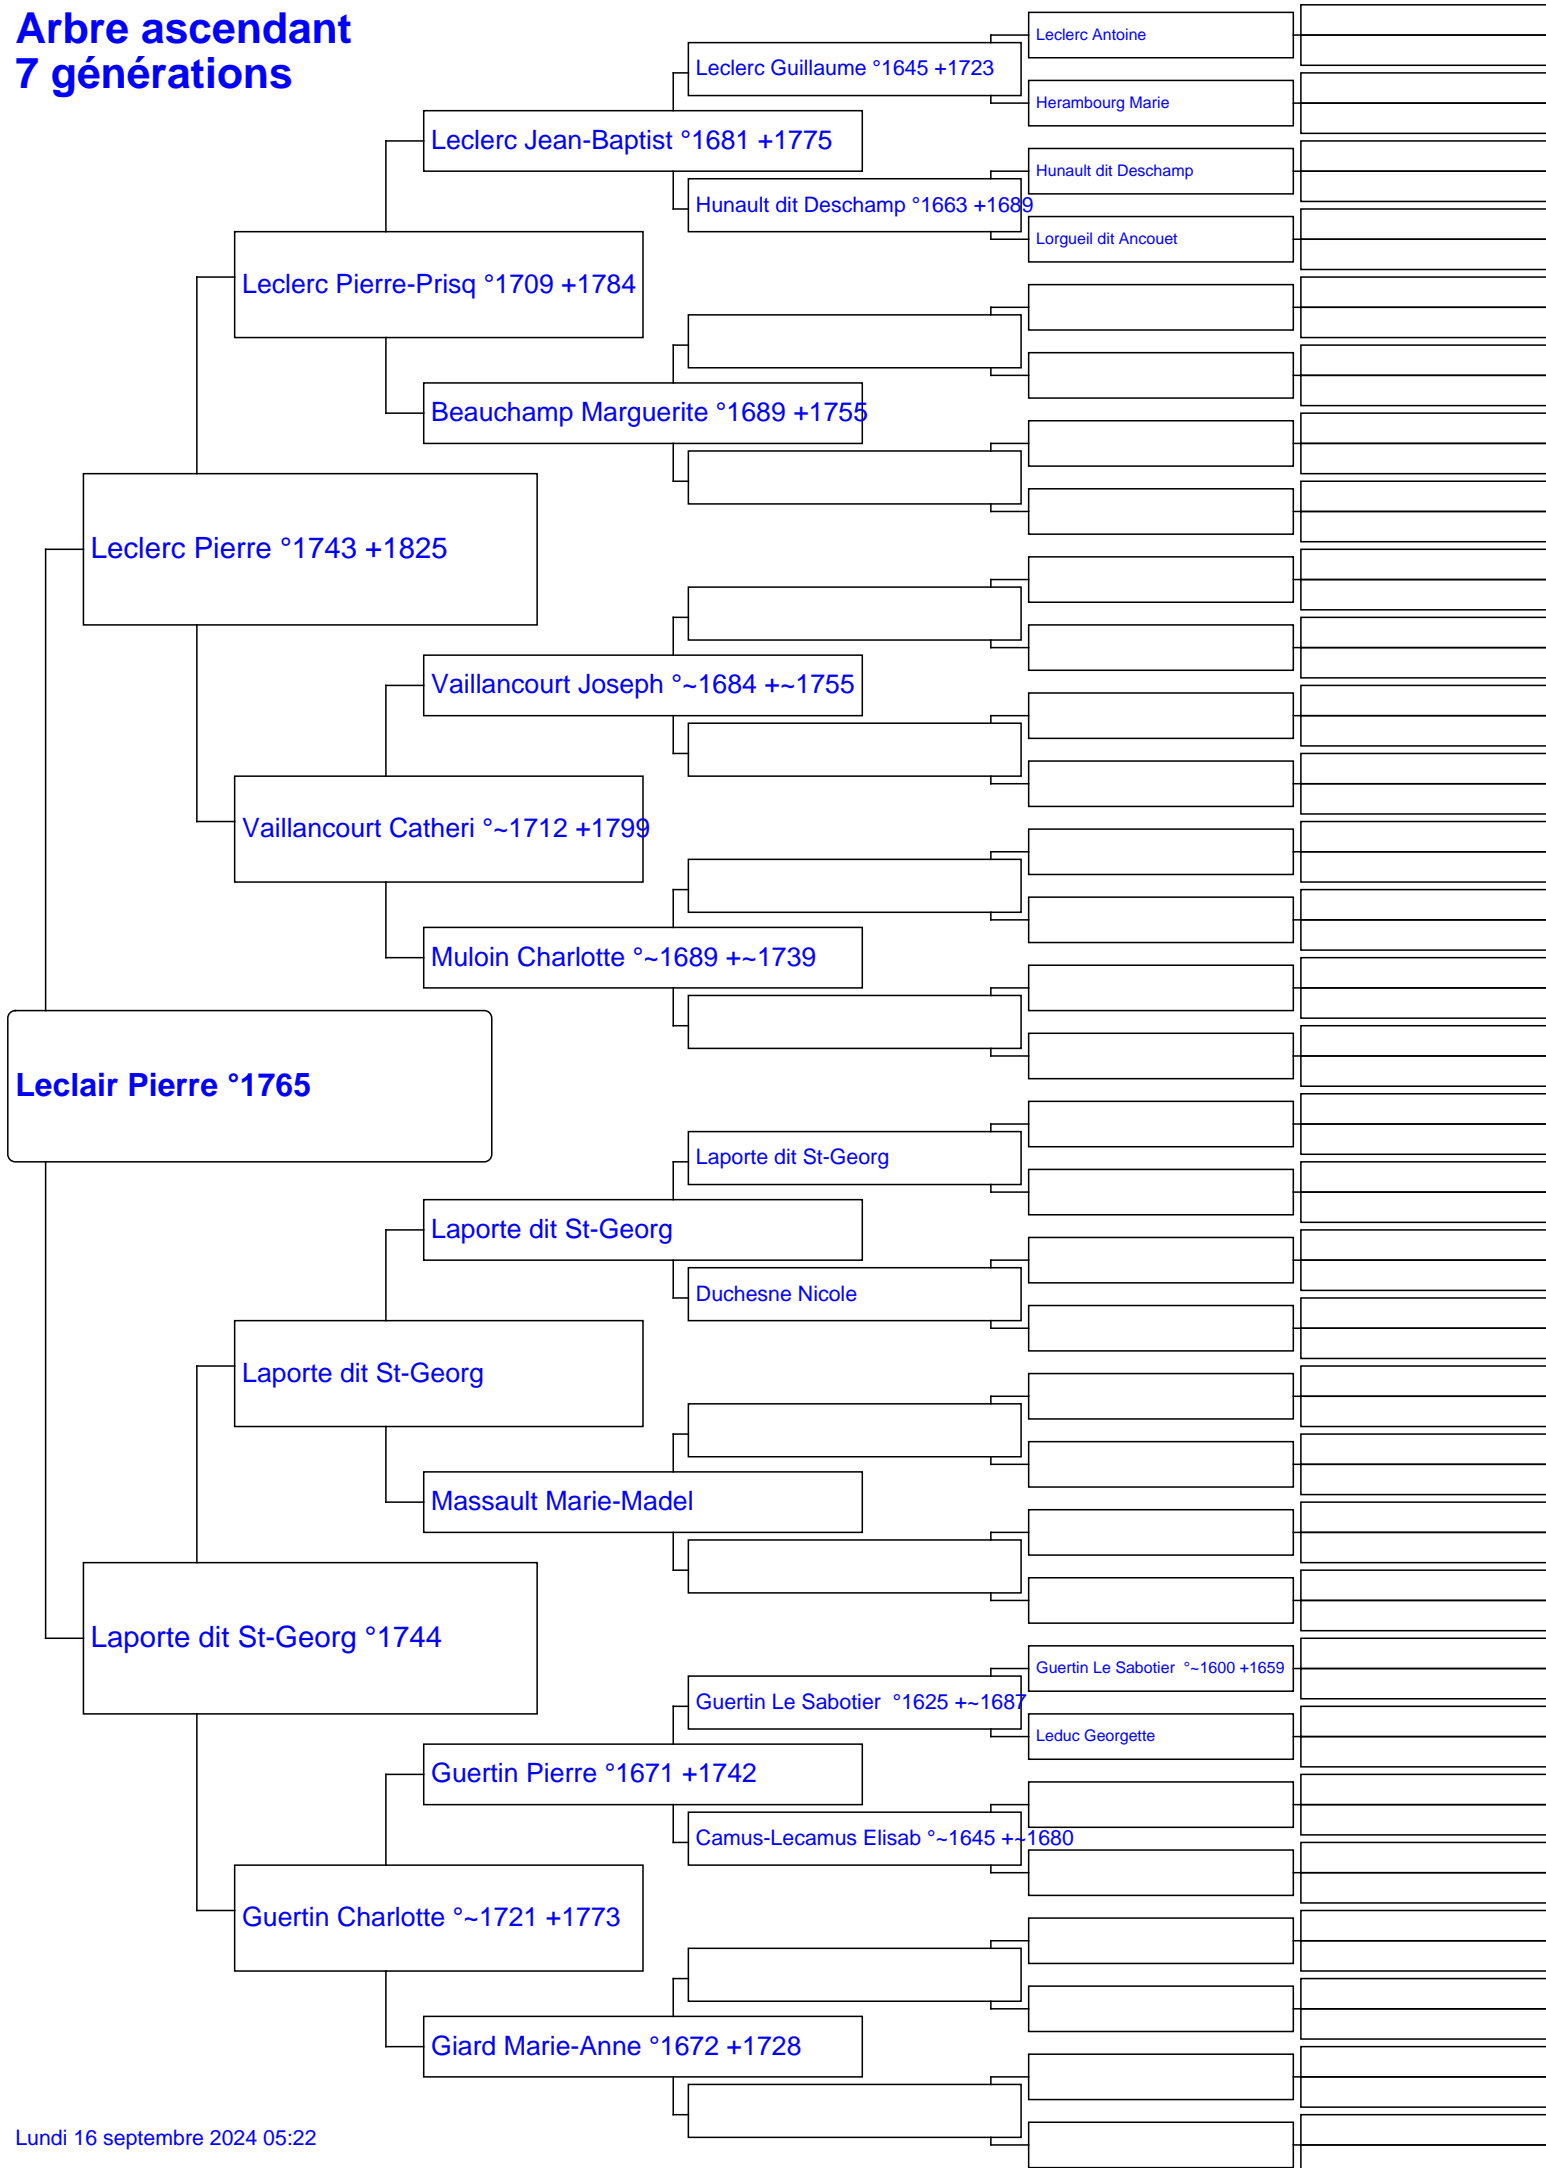 Arbre ascendant
7 générations
Leclerc Antoine
Leclerc Guillaume °1645 +1723
Herambourg Marie
Leclerc Jean-Baptist °1681 +1775
Hunault dit Deschamp
Hunault dit Deschamp °1663 +1689
Lorgueil dit Ancouet
Leclerc Pierre-Prisq °1709 +1784
Beauchamp Marguerite °1689 +1755
Leclerc Pierre °1743 +1825
Vaillancourt Joseph °~1684 +~1755
Vaillancourt Catheri °~1712 +1799
Muloin Charlotte °~1689 +~1739
Leclair Pierre °1765
Laporte dit St-Georg
Laporte dit St-Georg
Duchesne Nicole
Laporte dit St-Georg
Massault Marie-Madel
Laporte dit St-Georg °1744
Guertin Le Sabotier  °~1600 +1659
Guertin Le Sabotier  °1625 +~1687
Leduc Georgette
Guertin Pierre °1671 +1742
Camus-Lecamus Elisab °~1645 +~1680
Guertin Charlotte °~1721 +1773
Giard Marie-Anne °1672 +1728
Lundi 16 septembre 2024 05:22